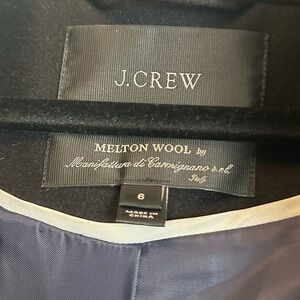 J.CREW
MELTON WOOL by
Manifattura di Carmignano s.r.l.
Italy
6
MADE IN
CHINA